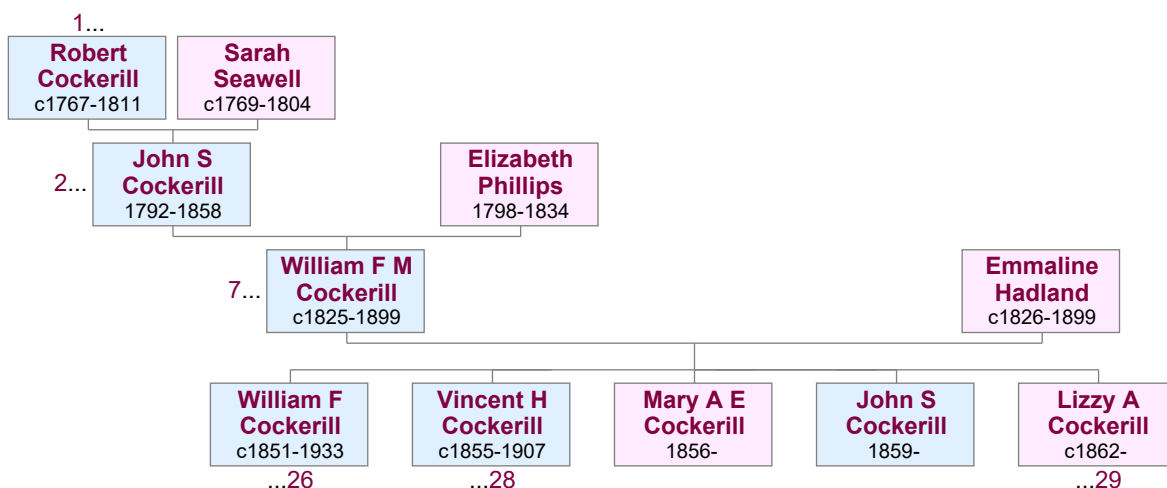 1...
Robert
Cockerill
c1767-1811
Sarah
Seawell
c1769-1804
2...
John S
Cockerill
1792-1858
Elizabeth
Phillips
1798-1834
7...
William F M
Cockerill
c1825-1899
Emmaline
Hadland
c1826-1899
William F
Cockerill
c1851-1933
...26
Vincent H
Cockerill
c1855-1907
...28
Mary A E
Cockerill
1856-
John S
Cockerill
1859-
Lizzy A
Cockerill
c1862-
...29